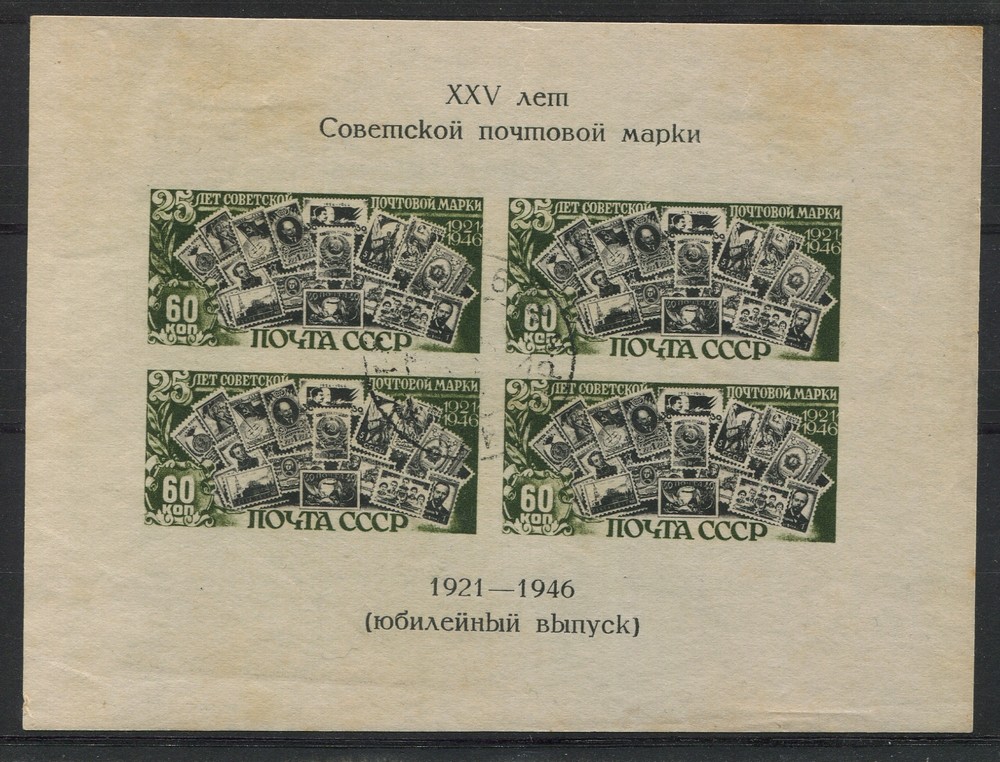 XXV лет
Советской почтовой марки
25 ЛЕТ СОВЕТСКОЙ ПОЧТОВОЙ МАРКИ
1921
1946
60
КОП
ПОЧТА СССР
25 ЛЕТ СОВЕТСКОЙ ПОЧТОВОЙ МАРКИ
1921
1946
60
КОП
ПОЧТА СССР
25 ЛЕТ СОВЕТСКОЙ ПОЧТОВОЙ МАРКИ
1921
1946
60
КОП
ПОЧТА СССР
25 ЛЕТ СОВЕТСКОЙ ПОЧТОВОЙ МАРКИ
1921
1946
60
КОП
ПОЧТА СССР
1921—1946
(юбилейный выпуск)